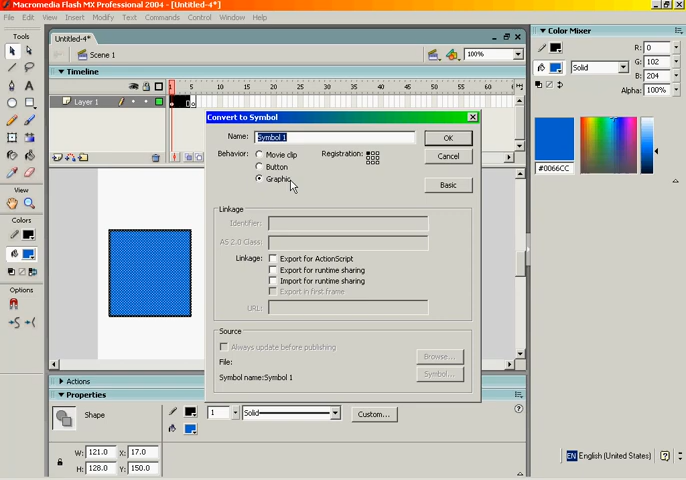 Macromedia Flash MX Professional 2004 - [Untitled-4*]
File Edit View Insert Modify Text Commands Control Window Help
Tools
Untitled-4*
Scene 1
100%
Timeline
1 5 10 15 20 25 30 35 40 45 50 55 60 65
Layer 1
Colors
Options
Convert to Symbol
Name: Symbol 1
OK
Behavior: Movie clip
Registration:
Cancel
Button
Graphic
Basic
Linkage
Identifier:
AS 2.0 Class:
Linkage: Export for ActionScript
Export for runtime sharing
Import for runtime sharing
Export in first frame
URL:
Source
Always update before publishing
Browse...
File:
Symbol name:Symbol 1
Symbol...
Actions
Properties
Shape
1
Solid
Custom...
W: 121.0 X: 17.0
H: 128.0 Y: 150.0
Color Mixer
R: 0
Solid
G: 102
B: 204
Alpha: 100%
#0066CC
EN English (United States)